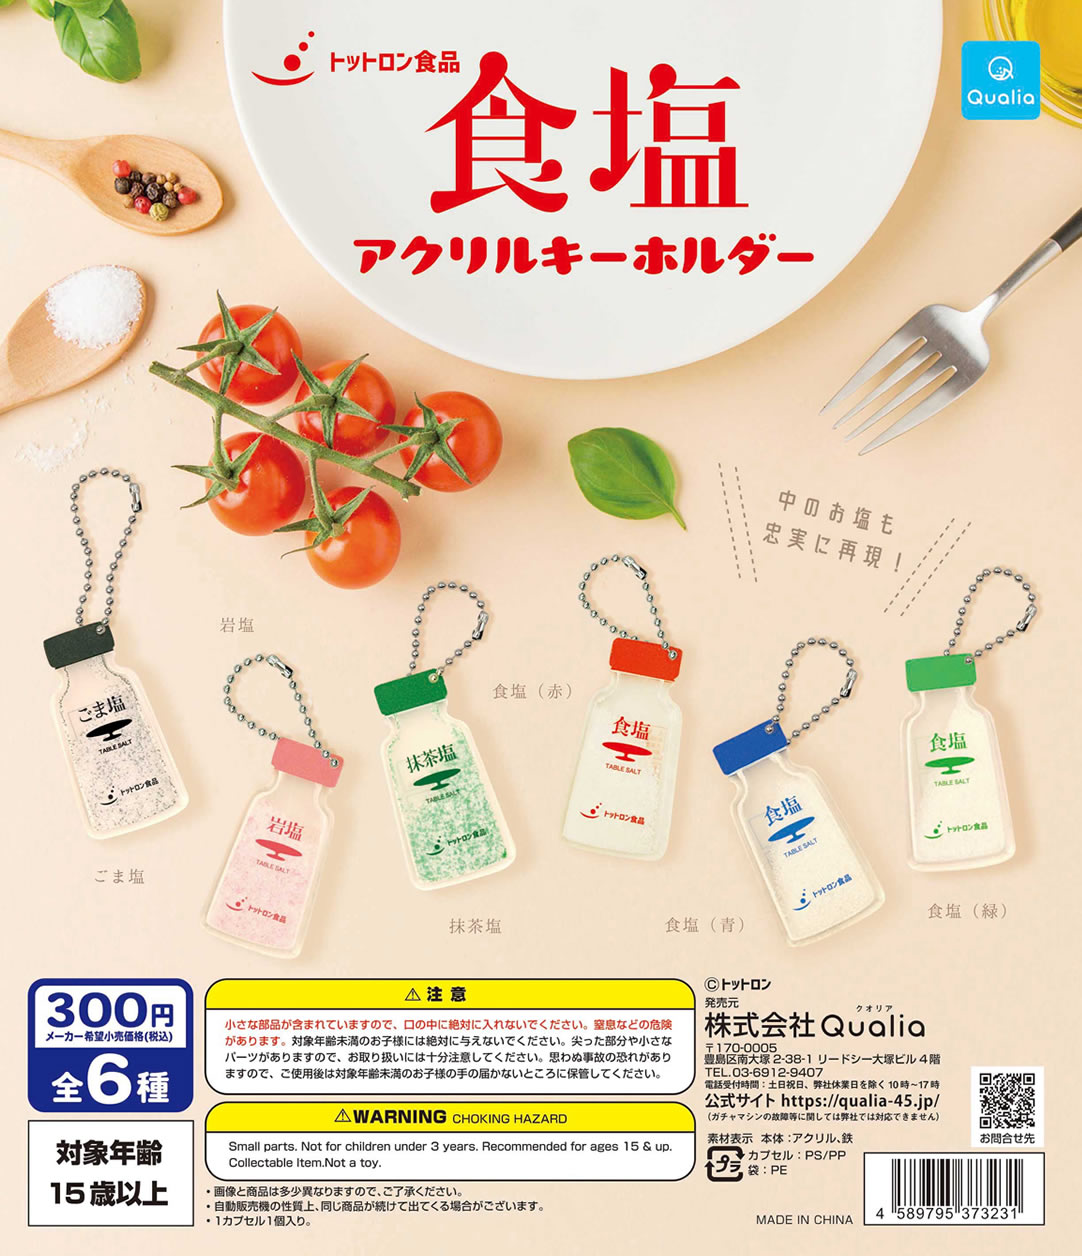 トットロン食品
食塩
アクリルキーホルダー
Qualia
中のお塩も
忠実に再現！
岩塩
食塩（赤）
ごま塩
TABLE SALT
トットロン食品
岩塩
TABLE SALT
トットロン食品
抹茶塩
TABLE SALT
トットロン食品
食塩
TABLE SALT
トットロン食品
食塩
TABLE SALT
トットロン食品
食塩
TABLE SALT
トットロン食品
ごま塩
抹茶塩
食塩（青）
食塩（緑）
300円
メーカー希望小売価格(税込)
全6種
対象年齢
15歳以上
⚠注意
小さな部品が含まれていますので、口の中に絶対に入れないでください。窒息などの危険
があります。対象年齢未満のお子様には絶対に与えないでください。尖った部分や小さな
パーツがありますので、お取り扱いには十分注意してください。思わぬ事故の恐れがあり
ますので、ご使用後は対象年齢未満のお子様の手の届かないところに保管してください。
⚠WARNING CHOKING HAZARD
Small parts. Not for children under 3 years. Recommended for ages 15 & up.
Collectable Item.Not a toy.
・画像と商品は多少異なりますので、ご了承ください。
・自動販売機の性質上、同じ商品が続けて出てくる場合がございます。
・1カプセル1個入り。
©トットロン
発売元
クオリア
株式会社Qualia
〒170-0005
豊島区南大塚 2-38-1 リードシー大塚ビル 4階
TEL.03-6912-9407
電話受付時間：土日祝日、弊社休業日を除く10時〜17時
公式サイト https://qualia-45.jp/
(ガチャマシンの故障等に関しては弊社では対応できません)
お問合せ先
素材表示 本体：アクリル、鉄
プラ カプセル：PS/PP
袋：PE
MADE IN CHINA
4 589795 373231